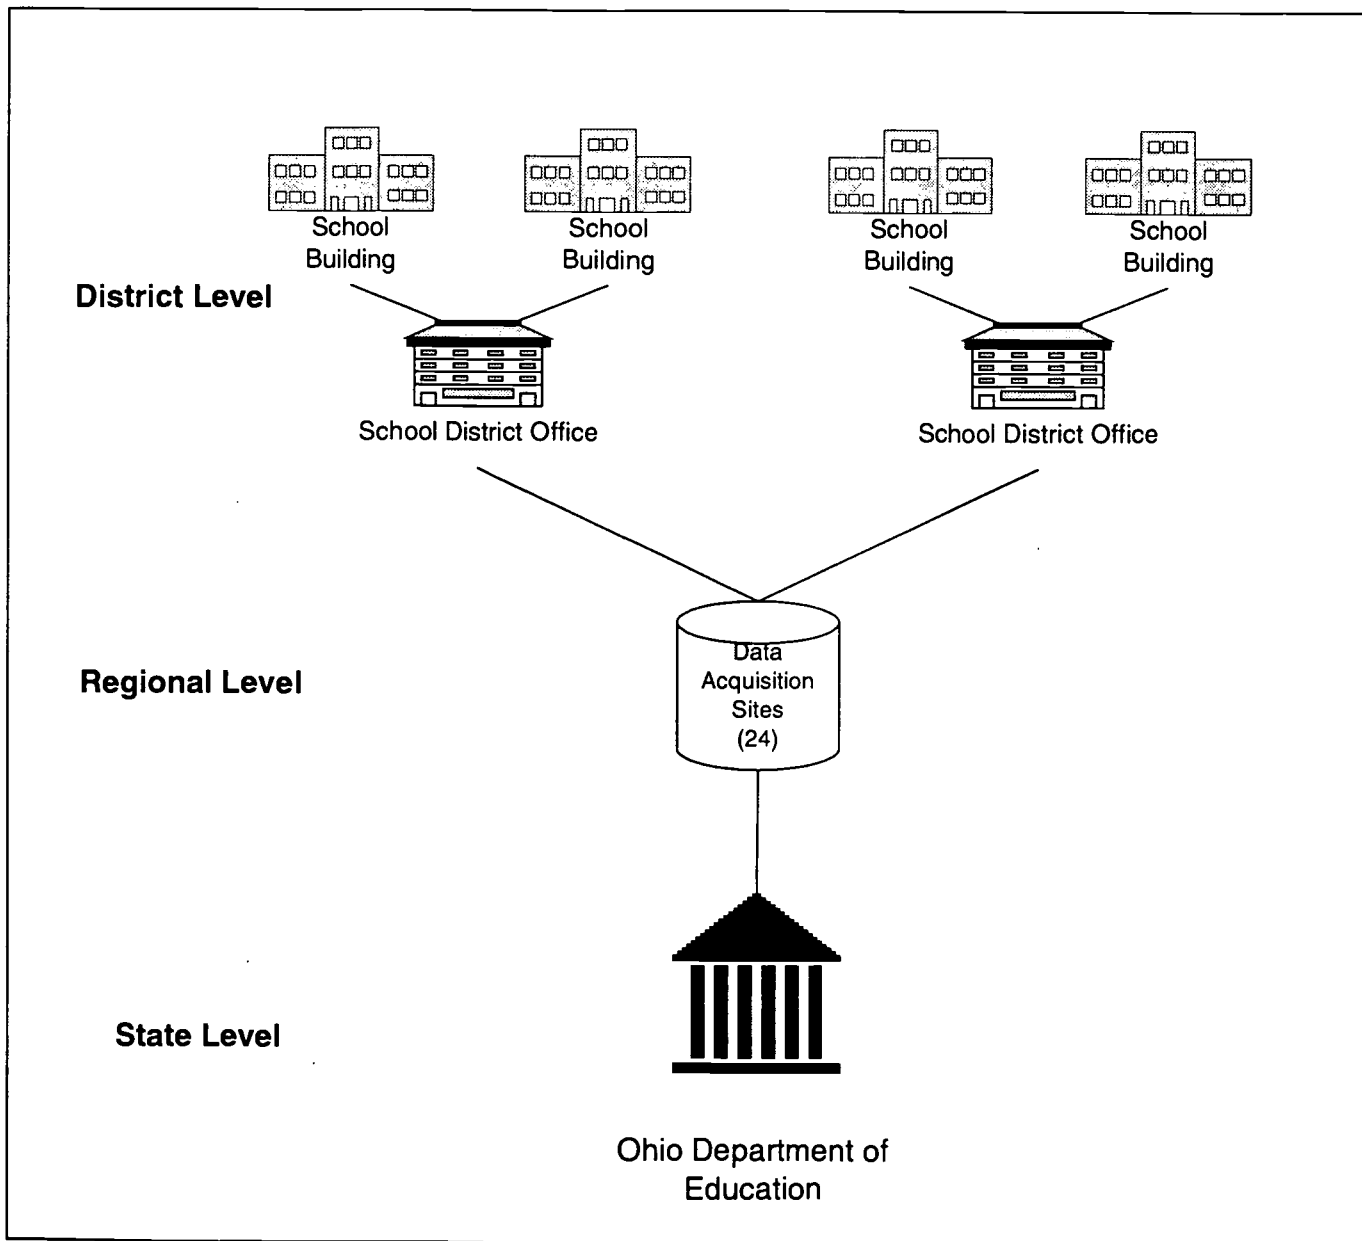 School
Building
School
Building
School
Building
School
Building
District Level
School District Office
School District Office
Regional Level
Data
Acquisition
Sites
(24)
State Level
Ohio Department of
Education